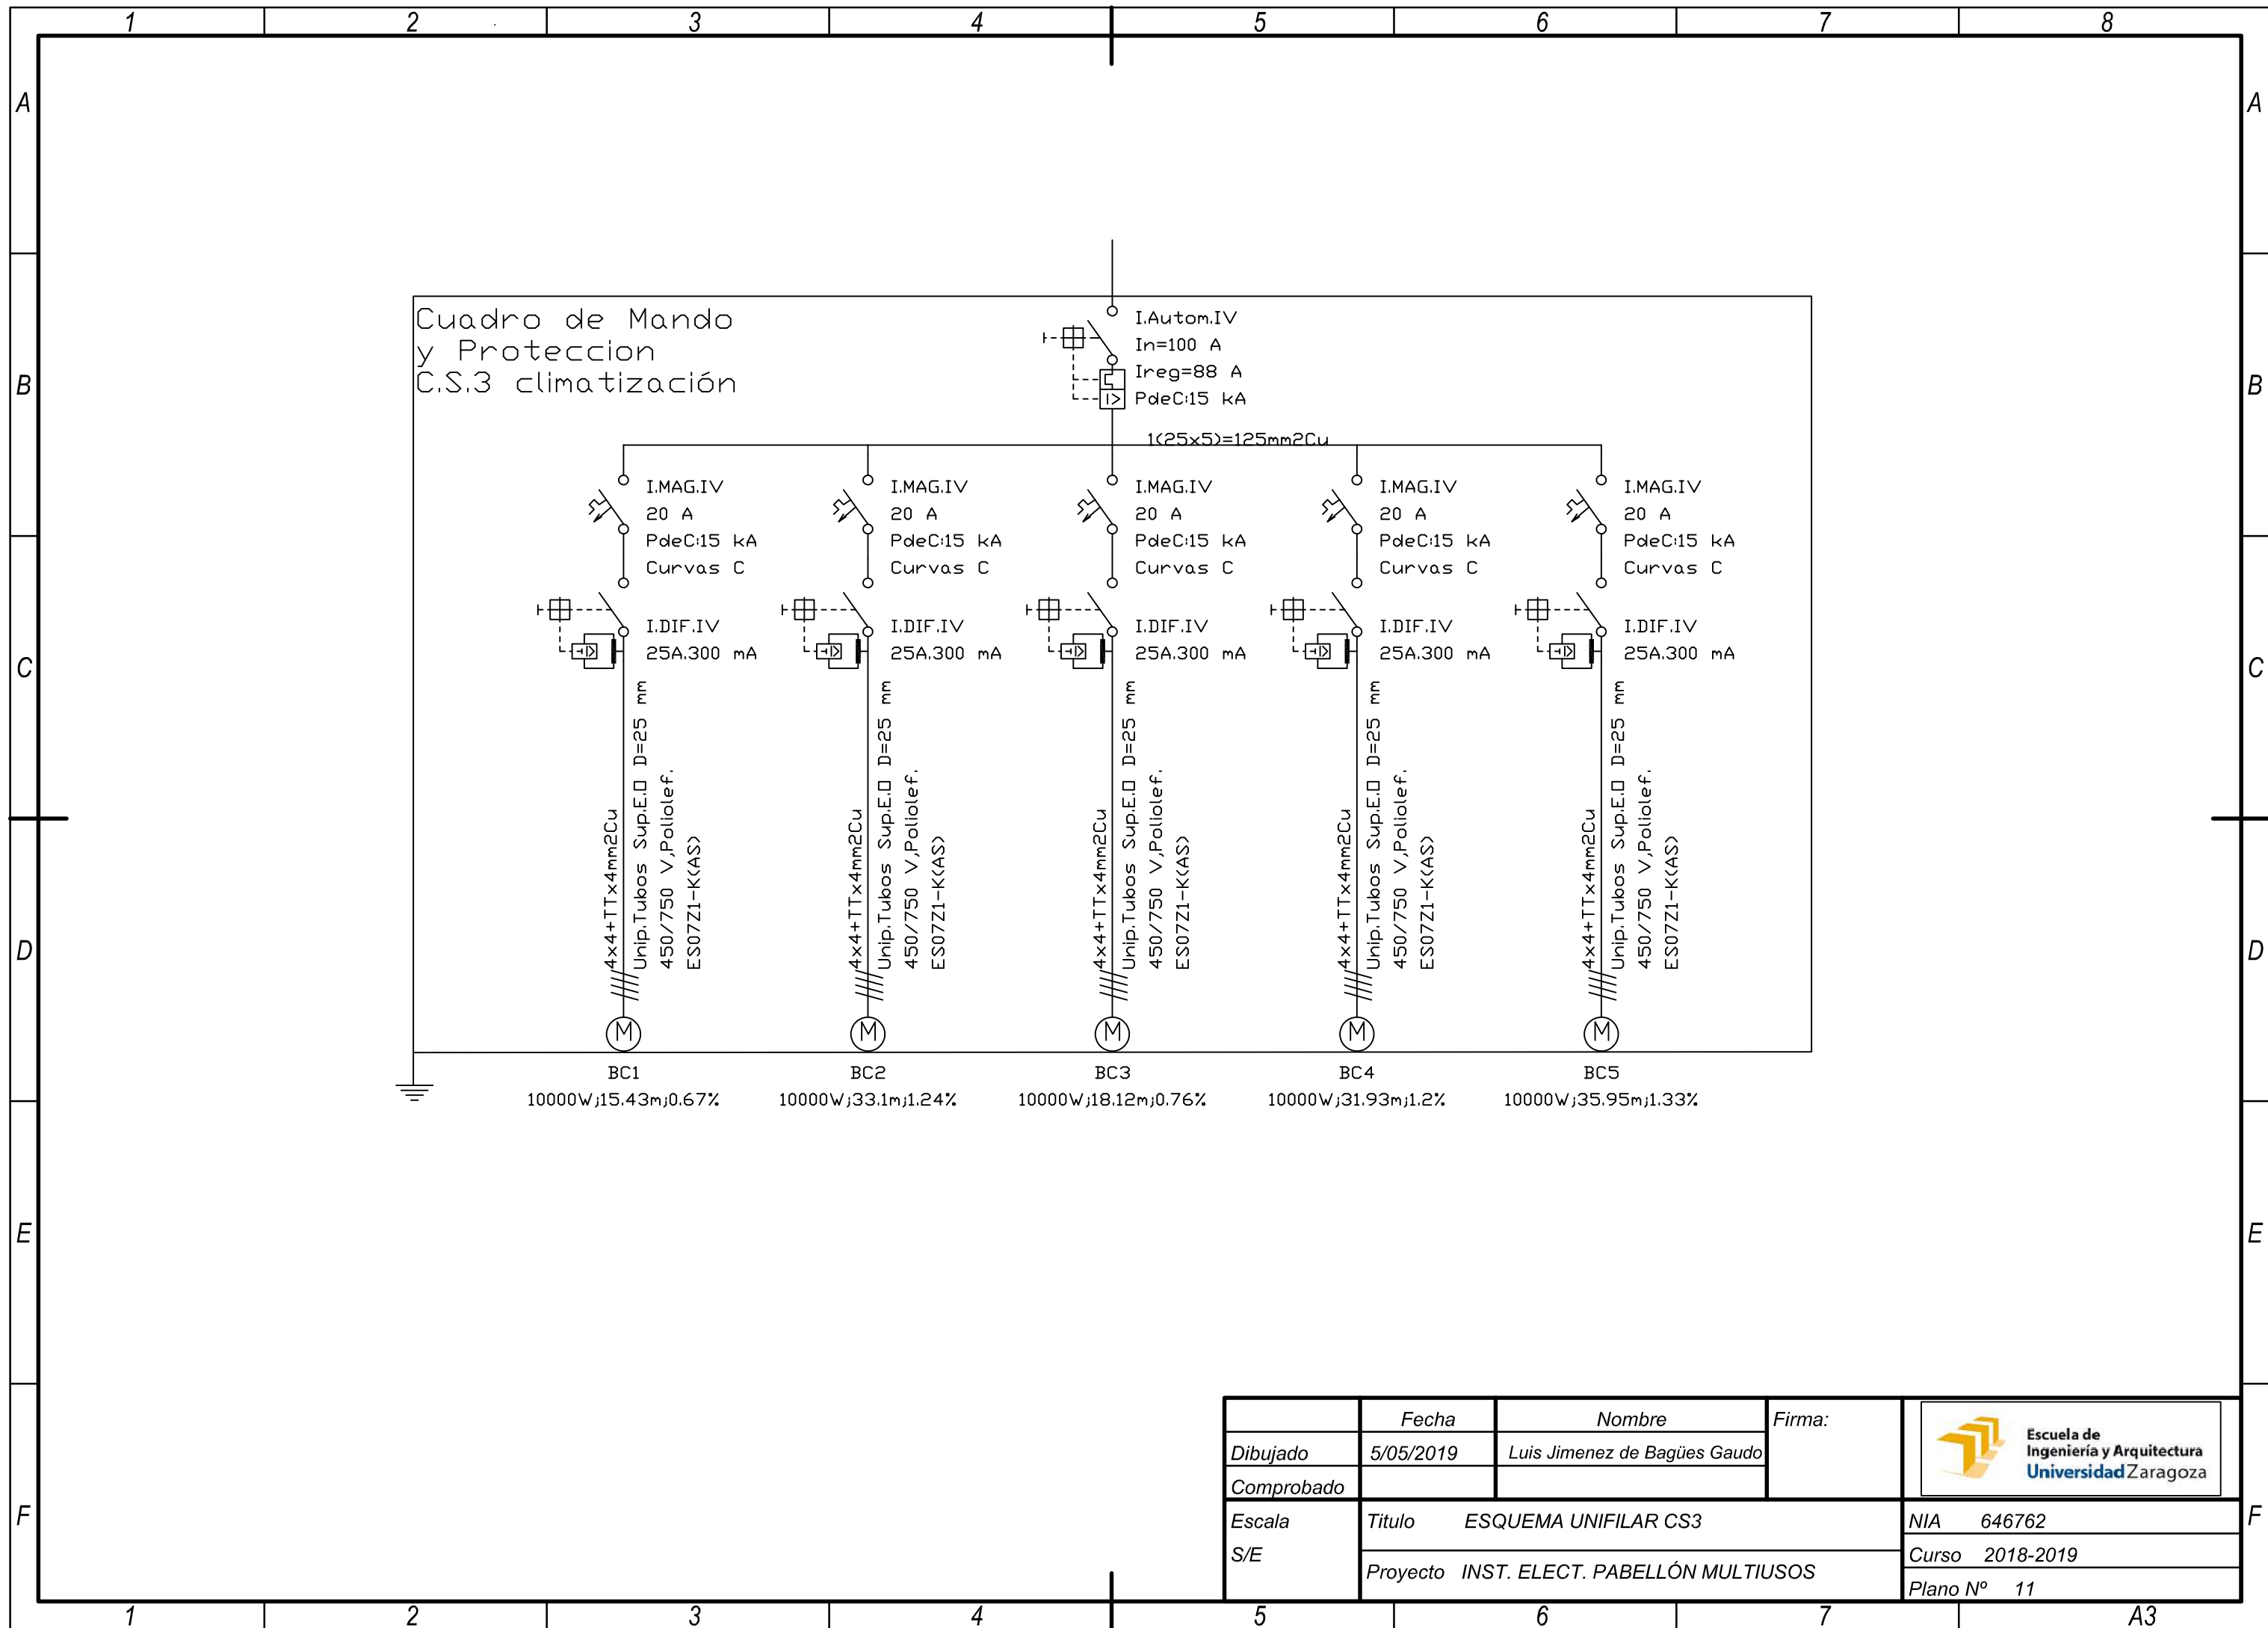 1 2 3 4 5 6 7 8
A A
B B
C C
D D
E E
F F
Cuadro de Mando
y Proteccion
C.S.3 climatización
I.Autom.IV
In=100 A
Ireg=88 A
PdeC:15 kA
1(25x5)=125mm2Cu
I.MAG.IV
20 A
PdeC:15 kA
Curvas C
I.DIF.IV
25A.300 mA
4x4+TTx4mm2Cu
Unip.Tubos Sup.E.O D=25 mm
450/750 V,Poliolef.
ES07Z1-K(AS)
M
BC1
10000W;15.43m;0.67%
I.MAG.IV
20 A
PdeC:15 kA
Curvas C
I.DIF.IV
25A.300 mA
4x4+TTx4mm2Cu
Unip.Tubos Sup.E.O D=25 mm
450/750 V,Poliolef.
ES07Z1-K(AS)
M
BC2
10000W;33.1m;1.24%
I.MAG.IV
20 A
PdeC:15 kA
Curvas C
I.DIF.IV
25A.300 mA
4x4+TTx4mm2Cu
Unip.Tubos Sup.E.O D=25 mm
450/750 V,Poliolef.
ES07Z1-K(AS)
M
BC3
10000W;18.12m;0.76%
I.MAG.IV
20 A
PdeC:15 kA
Curvas C
I.DIF.IV
25A.300 mA
4x4+TTx4mm2Cu
Unip.Tubos Sup.E.O D=25 mm
450/750 V,Poliolef.
ES07Z1-K(AS)
M
BC4
10000W;31.93m;1.2%
I.MAG.IV
20 A
PdeC:15 kA
Curvas C
I.DIF.IV
25A.300 mA
4x4+TTx4mm2Cu
Unip.Tubos Sup.E.O D=25 mm
450/750 V,Poliolef.
ES07Z1-K(AS)
M
BC5
10000W;35.95m;1.33%
Fecha Nombre Firma:
Dibujado 5/05/2019 Luis Jimenez de Bagües Gaudo
Comprobado
Escuela de
Ingeniería y Arquitectura
Universidad Zaragoza
Escala
S/E
Titulo ESQUEMA UNIFILAR CS3
Proyecto INST. ELECT. PABELLÓN MULTIUSOS
NIA 646762
Curso 2018-2019
Plano Nº 11
1 2 3 4 5 6 7 A3